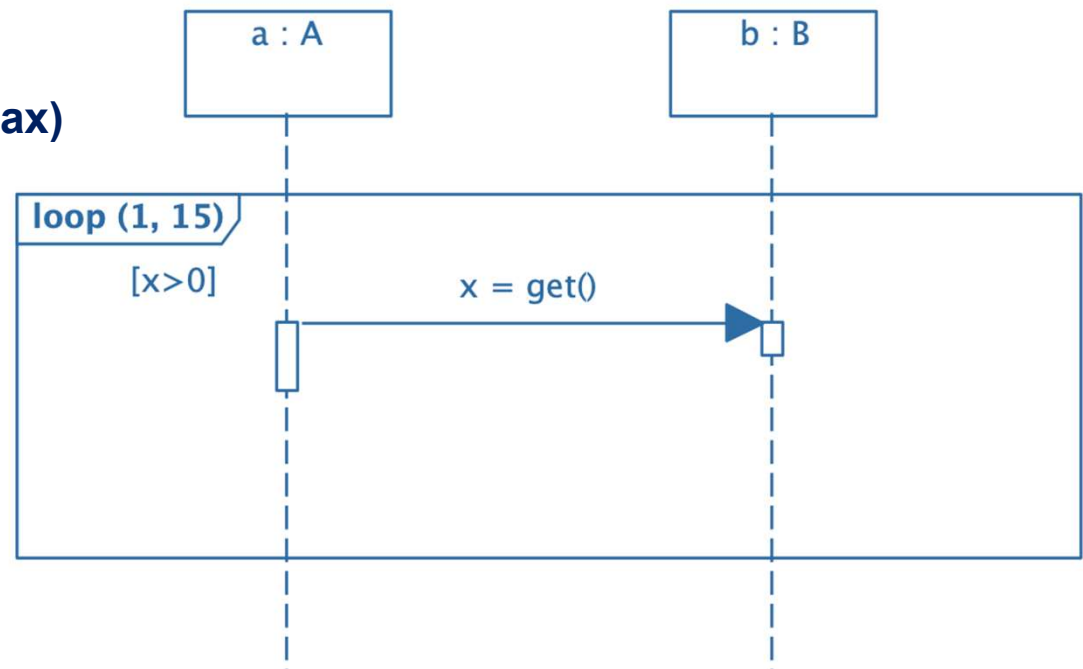 a : A
b : B
ax)
loop (1, 15)
[x>0]
x = get()